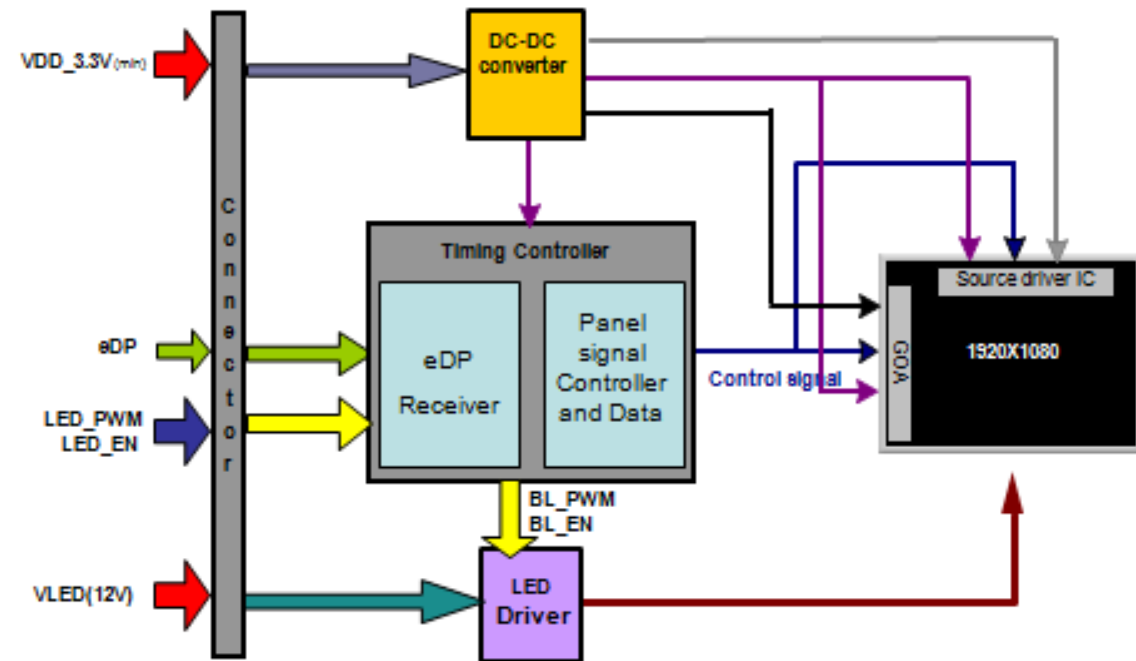 DC-DC
converter
VDD_3.3V(min)
Connector
Timing Controller
eDP
Receiver
Panel
signal
Controller
and Data
Source driver IC
GOA
1920X1080
Control signal
eDP
LED_PWM
LED_EN
BL_PWM
BL_EN
VLED(12V)
LED
Driver